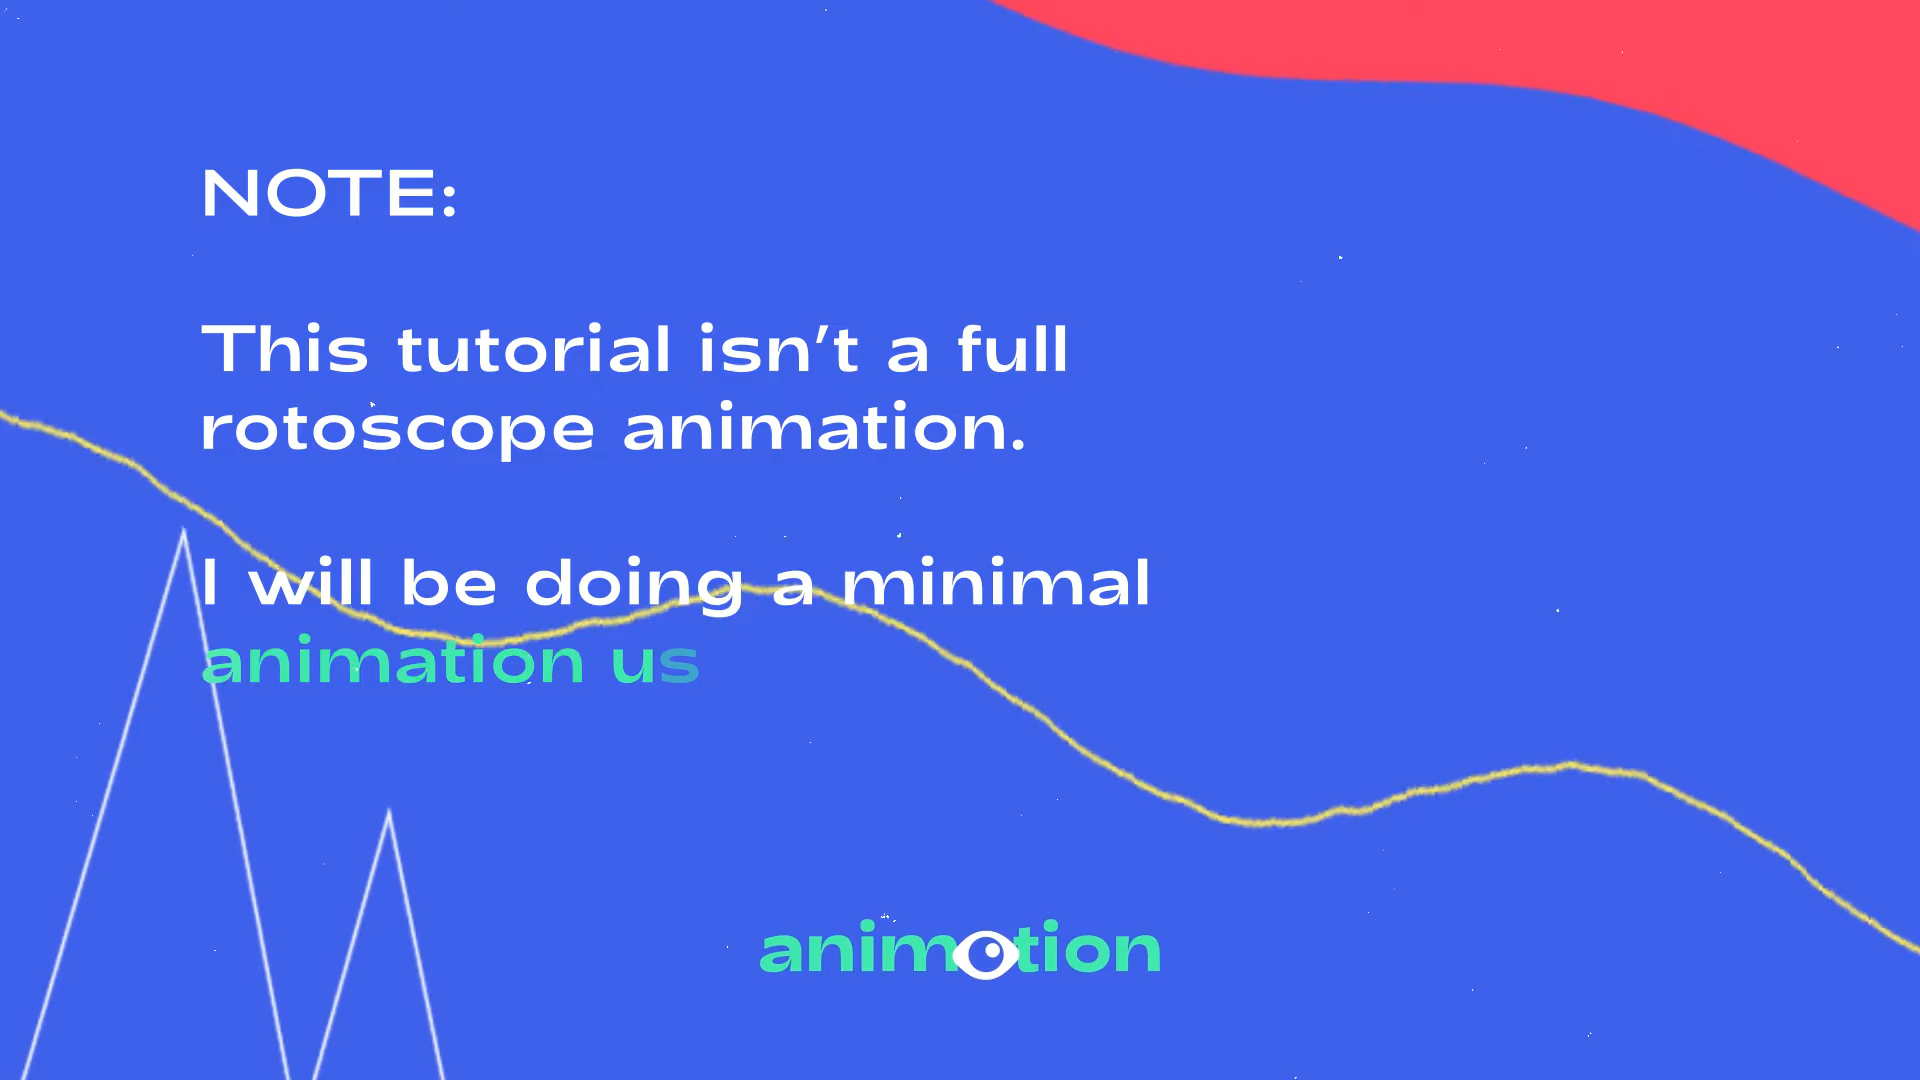 NOTE:
This tutorial isn’t a full
rotoscope animation.
I will be doing a minimal
animation us
animotion